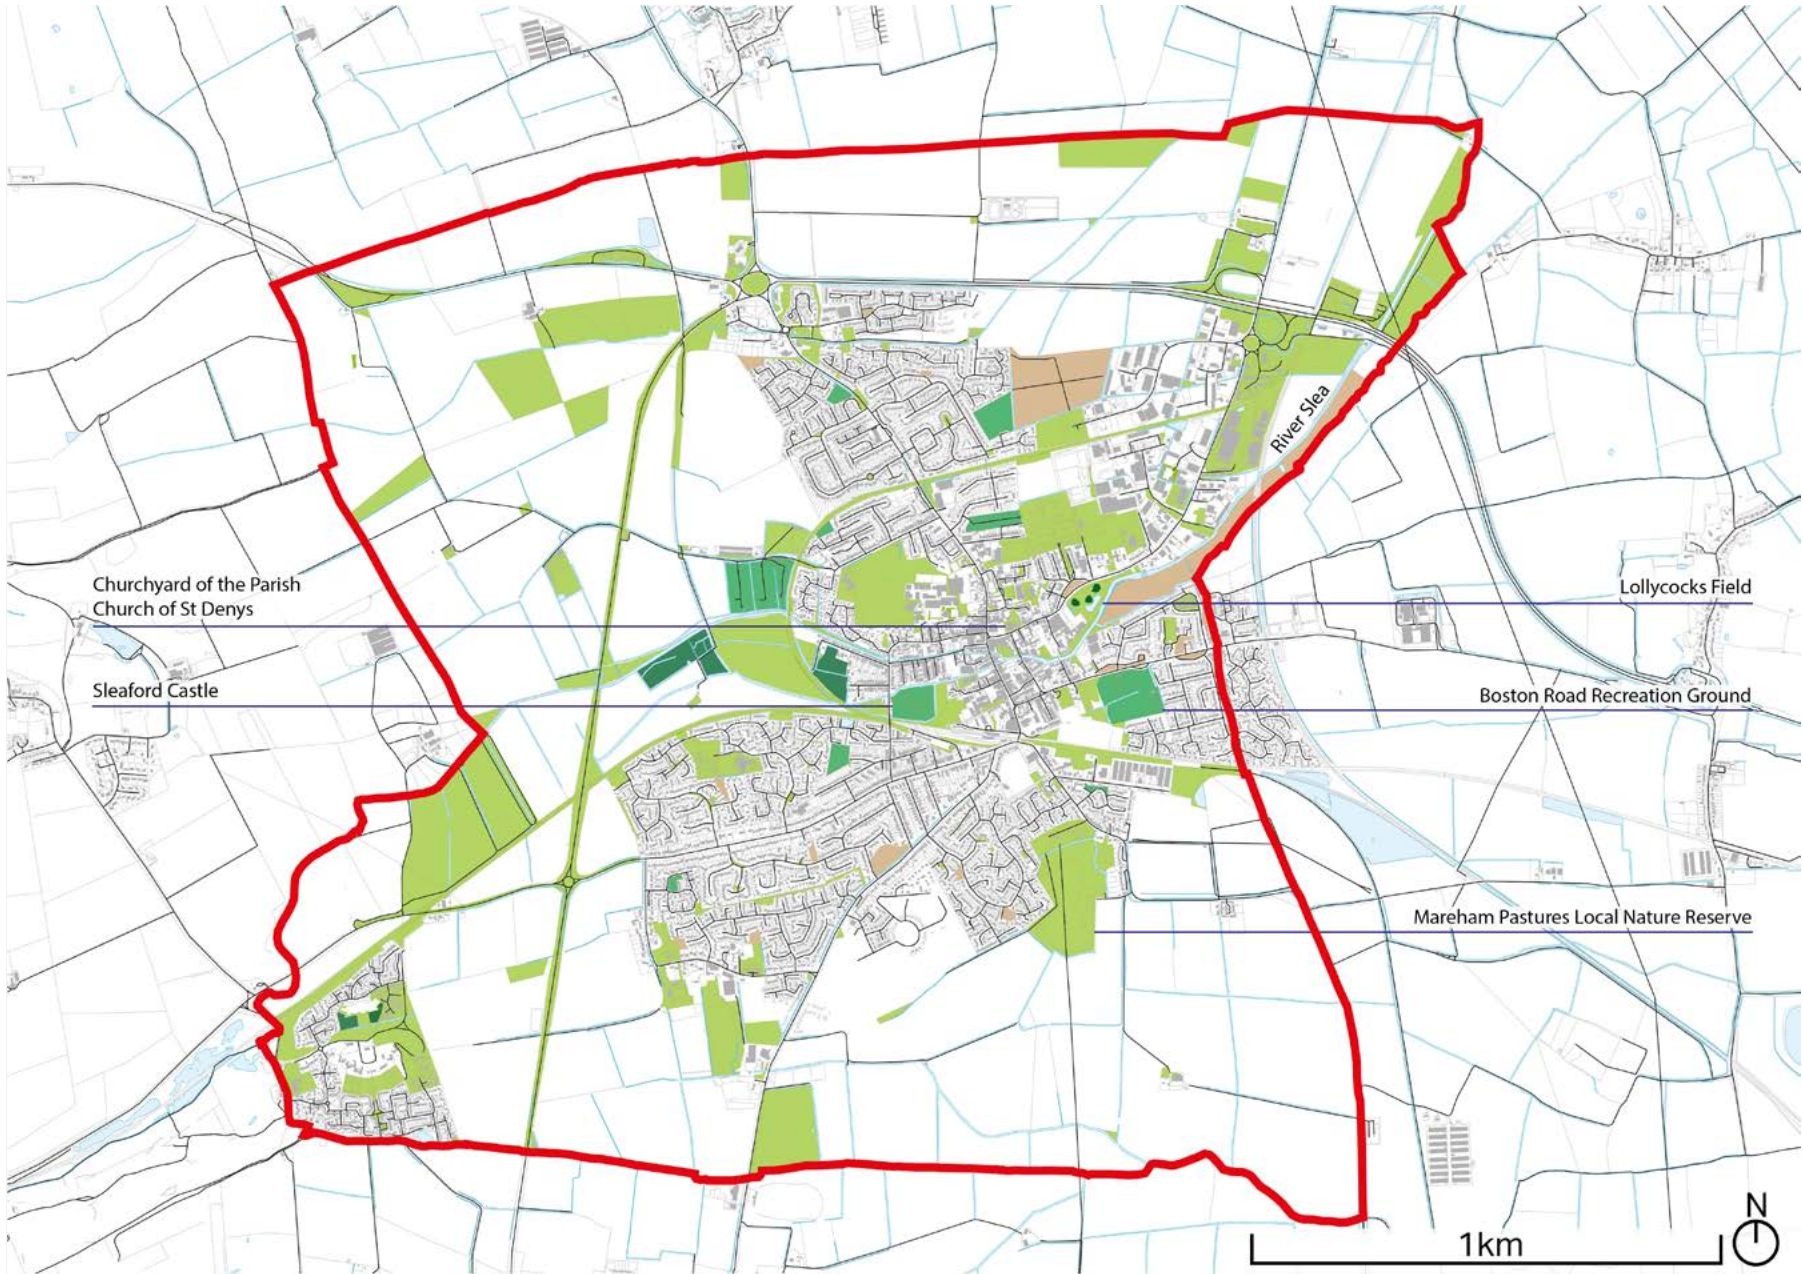 River Slea
Churchyard of the Parish
Church of St Denys
Lollycocks Field
Sleaford Castle
Boston Road Recreation Ground
Mareham Pastures Local Nature Reserve
N
1km